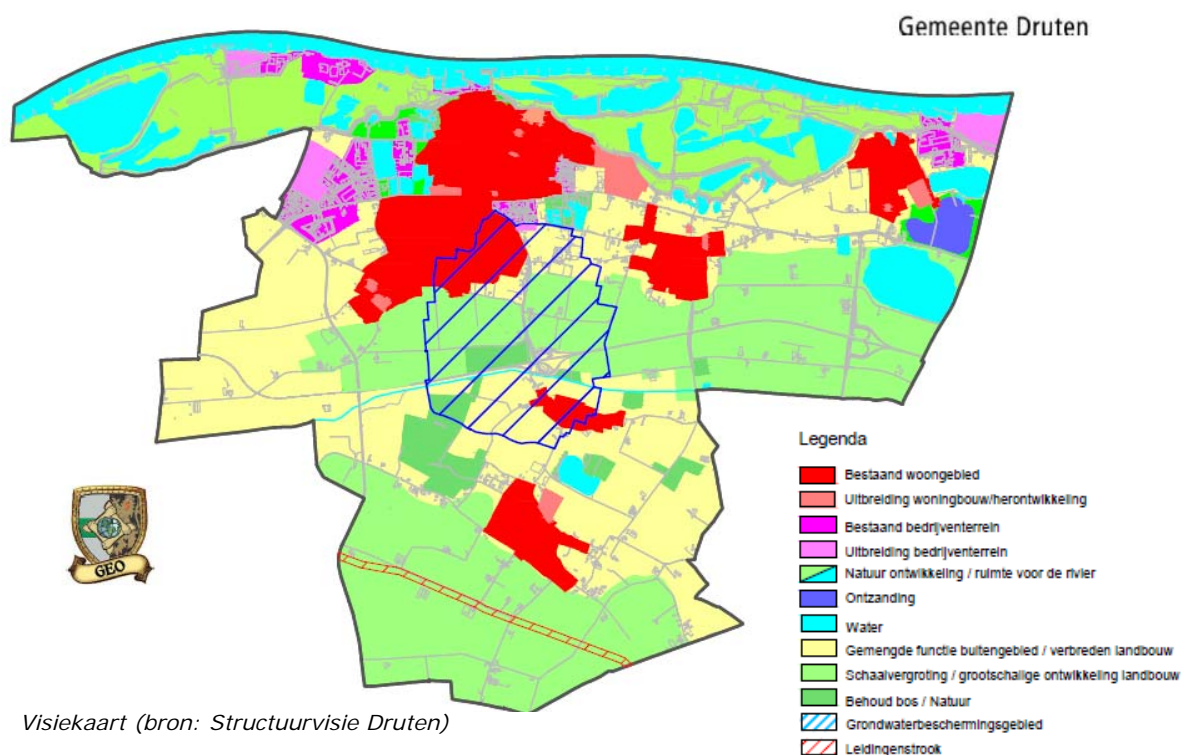 Gemeente Druten
Legenda
Bestaand woongebied
Uitbreiding woningbouw/herontwikkeling
Bestaand bedrijventerrein
Uitbreiding bedrijventerrein
Natuur ontwikkeling / ruimte voor de rivier
Ontzanding
Water
Gemengde functie buitengebied / verbreden landbouw
Schaalvergroting / grootschalige ontwikkeling landbouw
Behoud bos / Natuur
Grondwaterbeschermingsgebied
Leidingenstrook
GEO
Visiekaart (bron: Structuurvisie Druten)